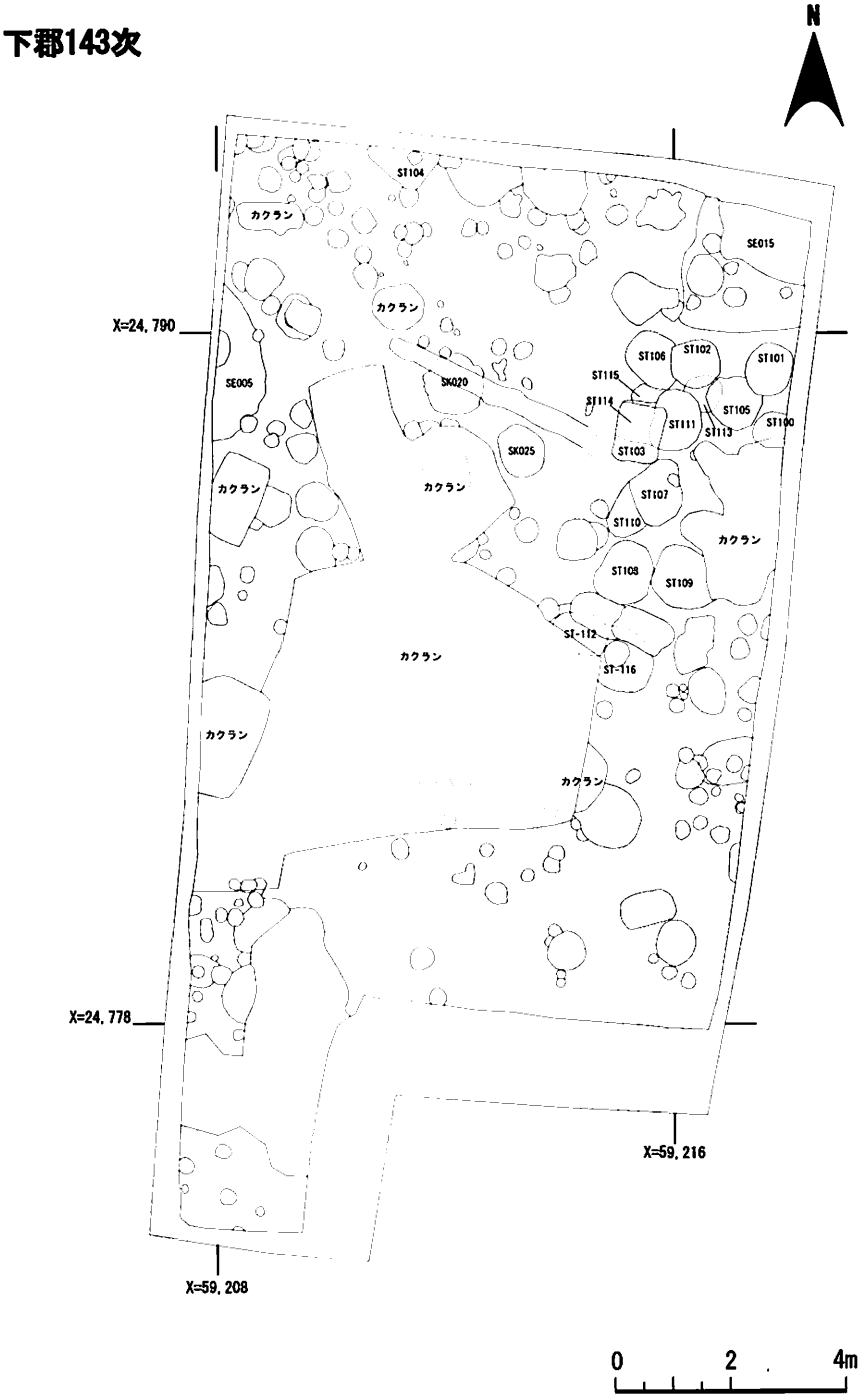 下郡143次
N
ST104
カクラン
SE015
カクラン
X=24,790
ST106
ST102
ST101
ST115
SE005
SK020
ST114
ST105
ST111
ST113
ST100
ST103
SK025
カクラン
カクラン
ST107
ST110
カクラン
ST108
ST109
ST-112
カクラン
ST-116
カクラン
カクラン
X=24,778
X=59,216
X=59,208
0 2 4m